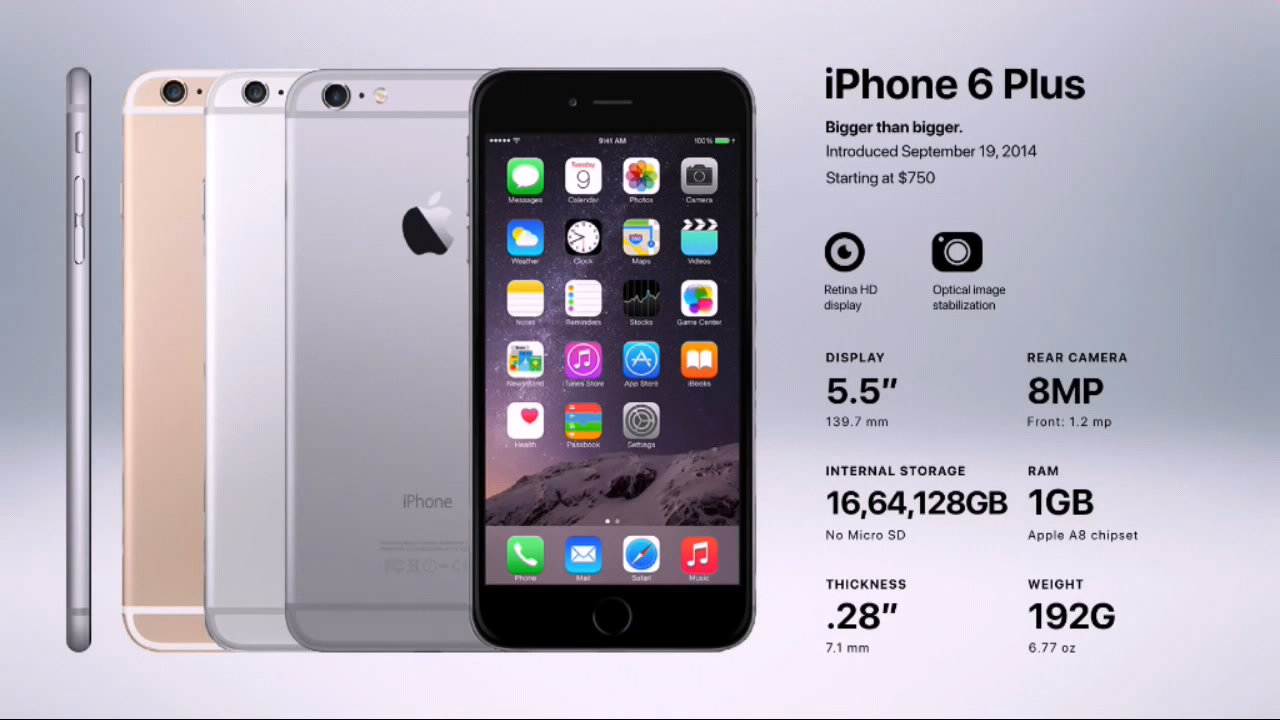 iPhone 6 Plus
Bigger than bigger.
Introduced September 19, 2014
Starting at $750
Retina HD
display
Optical image
stabilization
DISPLAY
5.5″
139.7 mm
REAR CAMERA
8MP
Front: 1.2 mp
INTERNAL STORAGE
16,64,128GB
No Micro SD
RAM
1GB
Apple A8 chipset
THICKNESS
.28″
7.1 mm
WEIGHT
192G
6.77 oz
iPhone
9:41 AM 100%
Tuesday
9
Messages Calendar Photos Camera
Weather Clock Maps Videos
Notes Reminders Stocks Game Center
Newsstand iTunes Store App Store iBooks
Health Passbook Settings
Phone Mail Safari Music